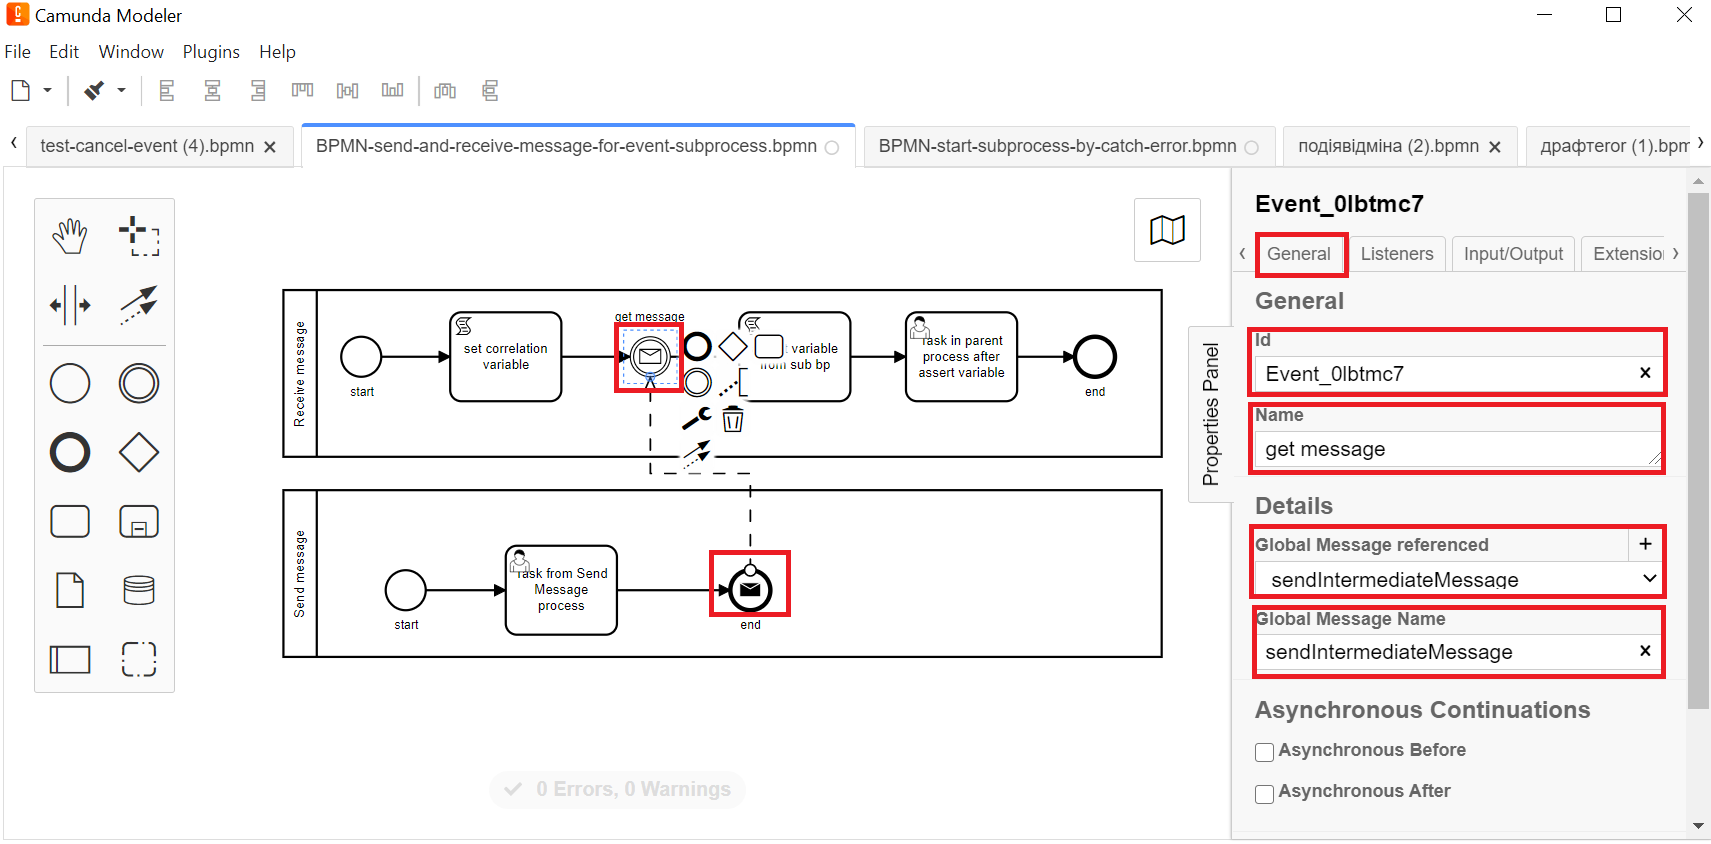 Camunda Modeler
File Edit Window Plugins Help
test-cancel-event (4).bpmn
BPMN-send-and-receive-message-for-event-subprocess.bpmn
BPMN-start-subprocess-by-catch-error.bpmn
подіявідміна (2).bpmn
драфтегог (1).bpm
Receive message
start
set correlation
variable
get message
variable
from sub bp
Task in parent
process after
assert variable
end
Send message
start
Task from Send
Message
process
end
0 Errors, 0 Warnings
Properties Panel
Event_0lbtmc7
General Listeners Input/Output Extensio
General
Id
Event_0lbtmc7
Name
get message
Details
Global Message referenced
sendIntermediateMessage
Global Message Name
sendIntermediateMessage
Asynchronous Continuations
Asynchronous Before
Asynchronous After